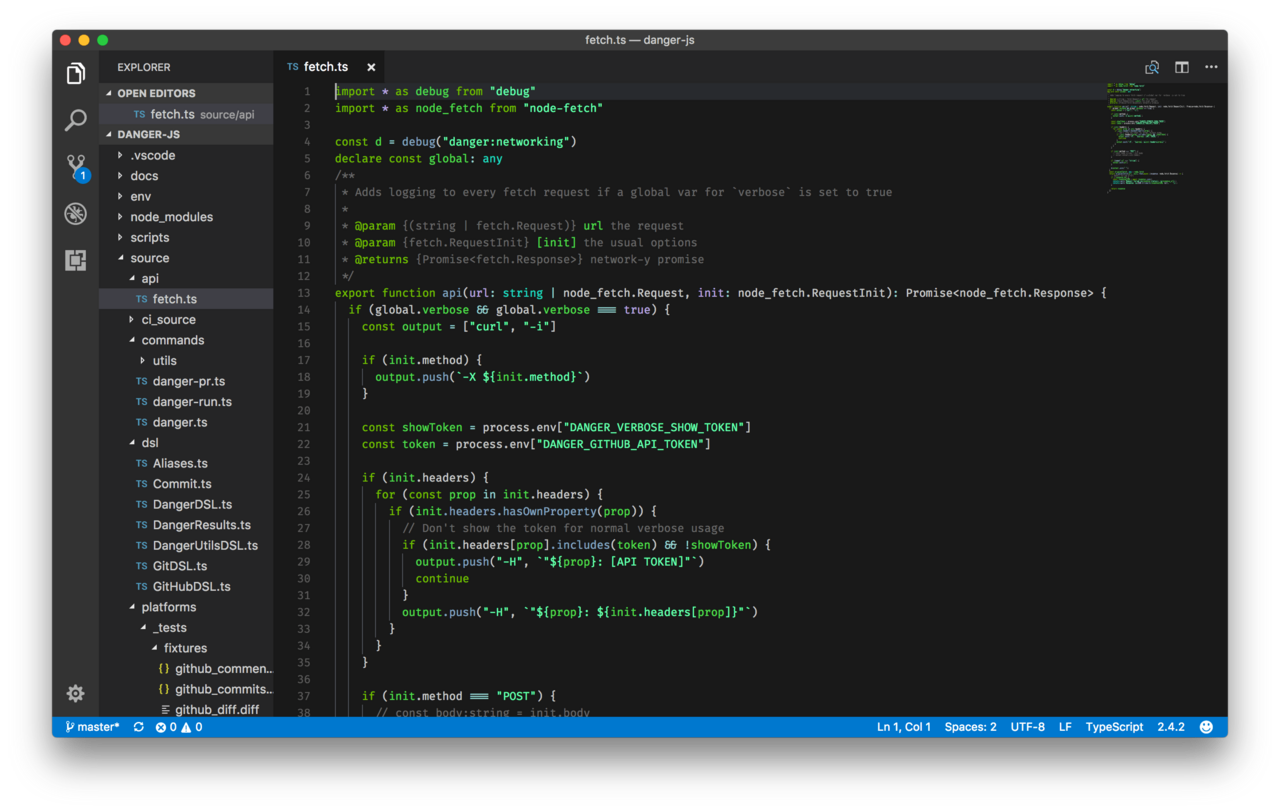 fetch.ts — danger-js
EXPLORER
OPEN EDITORS
TS fetch.ts source/api
DANGER-JS
.vscode
docs
env
node_modules
scripts
source
api
TS fetch.ts
ci_source
commands
utils
TS danger-pr.ts
TS danger-run.ts
TS danger.ts
dsl
TS Aliases.ts
TS Commit.ts
TS DangerDSL.ts
TS DangerResults.ts
TS DangerUtilsDSL.ts
TS GitDSL.ts
TS GitHubDSL.ts
platforms
_tests
fixtures
{} github_commen...
{} github_commits...
github_diff.diff
1
TS fetch.ts ×
1 import * as debug from "debug"
2 import * as node_fetch from "node-fetch"
3
4 const d = debug("danger:networking")
5 declare const global: any
6 /**
7 * Adds logging to every fetch request if a global var for `verbose` is set to true
8 *
9 * @param {(string | fetch.Request)} url the request
10 * @param {fetch.RequestInit} [init] the usual options
11 * @returns {Promise<fetch.Response>} network-y promise
12 */
13 export function api(url: string | node_fetch.Request, init: node_fetch.RequestInit): Promise<node_fetch.Response> {
14 if (global.verbose && global.verbose === true) {
15 const output = ["curl", "-i"]
16
17 if (init.method) {
18 output.push(`-X ${init.method}`)
19 }
20
21 const showToken = process.env["DANGER_VERBOSE_SHOW_TOKEN"]
22 const token = process.env["DANGER_GITHUB_API_TOKEN"]
23
24 if (init.headers) {
25 for (const prop in init.headers) {
26 if (init.headers.hasOwnProperty(prop)) {
27 // Don't show the token for normal verbose usage
28 if (init.headers[prop].includes(token) && !showToken) {
29 output.push("-H", `"${prop}: [API TOKEN]"`)
30 continue
31 }
32 output.push("-H", `"${prop}: ${init.headers[prop]}"`)
33 }
34 }
35 }
36
37 if (init.method === "POST") {
38 // const body:string = init.body
master* 0 0
Ln 1, Col 1 Spaces: 2 UTF-8 LF TypeScript 2.4.2